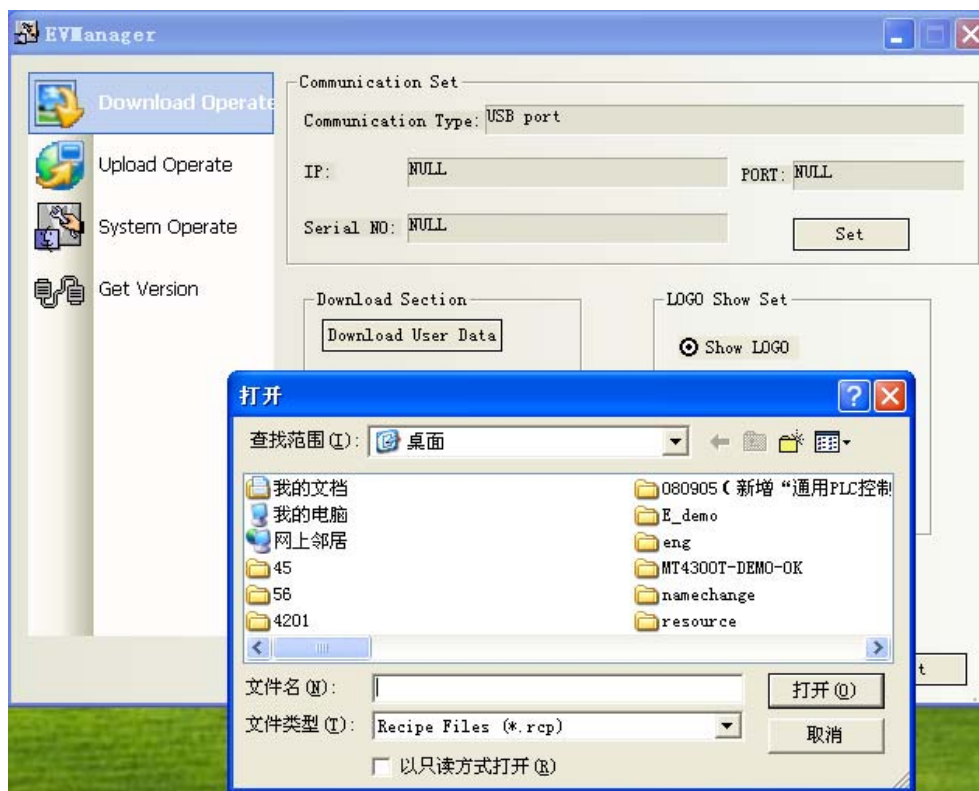 EVManager
Download Operate
Upload Operate
System Operate
Get Version
Communication Set
Communication Type: USB port
IP: NULL PORT: NULL
Serial NO: NULL Set
Download Section
Download User Data
LOGO Show Set
Show LOGO
打开
查找范围(I): 桌面
我的文档
我的电脑
网上邻居
45
56
4201
080905(新增“通用PLC控制
E_demo
eng
MT4300T-DEMO-OK
namechange
resource
文件名(N): 打开(O)
文件类型(T): Recipe Files (*.rcp) 取消
以只读方式打开(R)